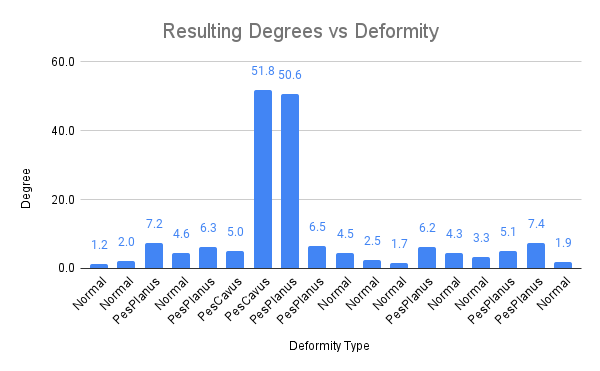 Resulting Degrees vs Deformity
60.0
40.0
20.0
0.0
Degree
1.2
2.0
7.2
4.6
6.3
5.0
51.8
50.6
6.5
4.5
2.5
1.7
6.2
4.3
3.3
5.1
7.4
1.9
Normal
Normal
PesPlanus
Normal
PesPlanus
PesCavus
PesCavus
PesPlanus
PesPlanus
Normal
Normal
Normal
PesPlanus
Normal
Normal
PesPlanus
PesPlanus
Normal
Deformity Type